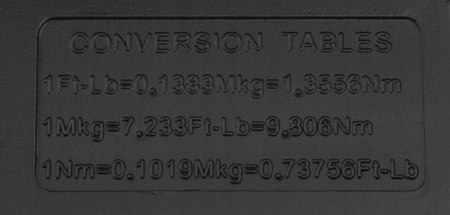 CONVERSION TABLES
1Ft-Lb=0.1383Mkg=1.3556Nm
1Mkg=7.233Ft-Lb=9.806Nm
1Nm=0.1019Mkg=0.73756Ft-Lb